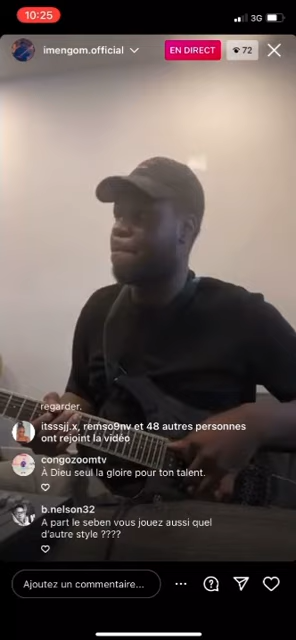 10:25
3G
imengom.official
EN DIRECT
72
regarder.
itsssjj.x, remso9nv et 48 autres personnes
ont rejoint la vidéo
congozoomtv
À Dieu seul la gloire pour ton talent.
b.nelson32
A part le seben vous jouez aussi quel
d'autre style ????
Ajoutez un commentaire...